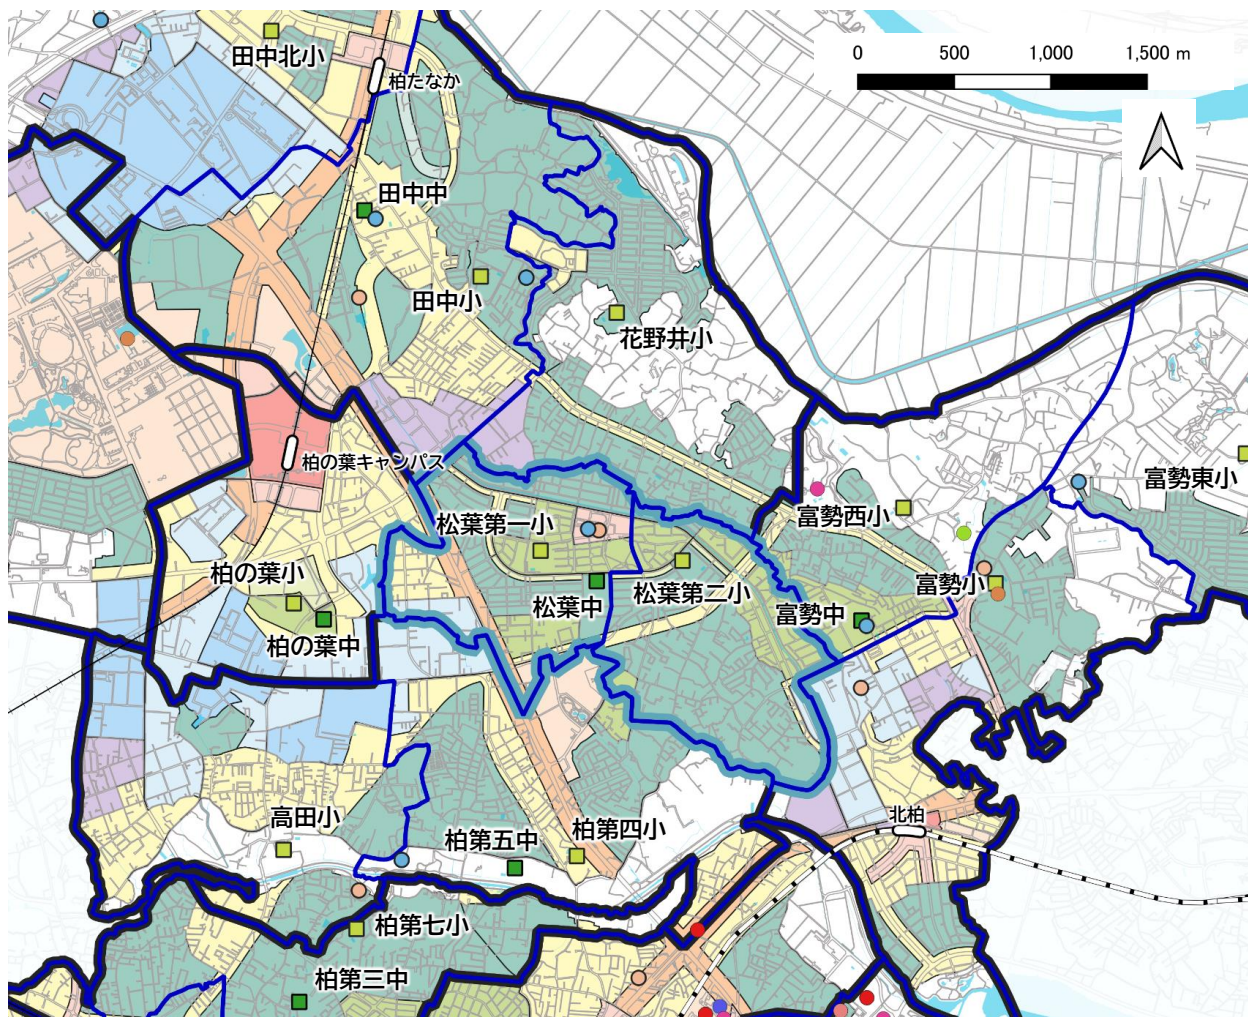 0 500 1,000 1,500 m
田中北小
柏たなか
田中中
田中小
花野井小
柏の葉キャンパス
富勢東小
富勢西小
松葉第一小
柏の葉小
松葉第二小
富勢小
松葉中
富勢中
柏の葉中
高田小
北柏
柏第五中
柏第四小
柏第七小
柏第三中